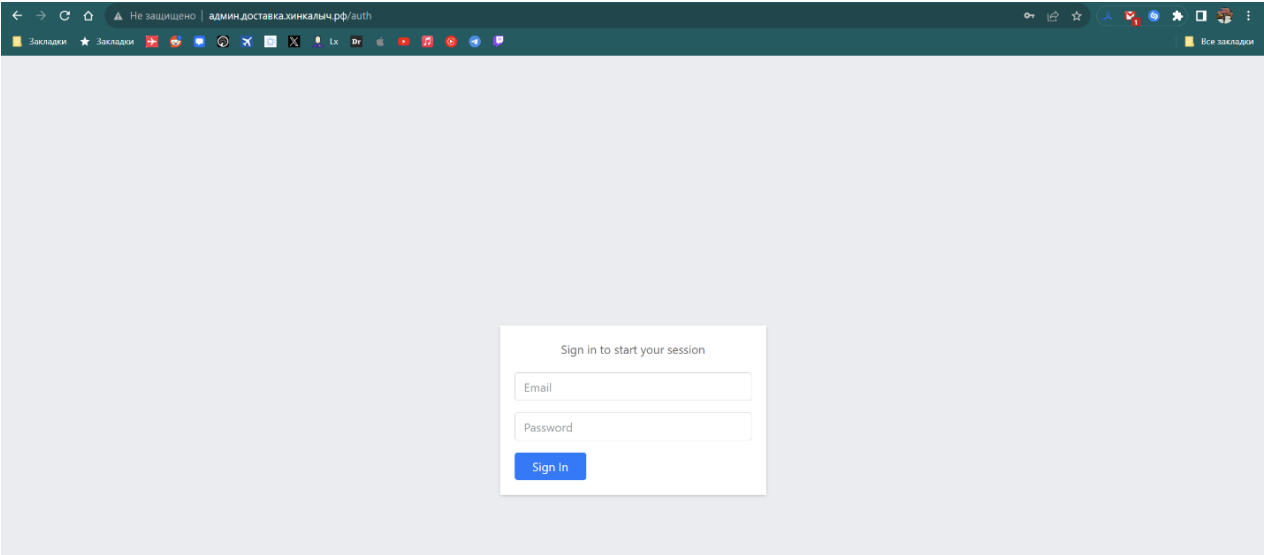 Не защищено | админ.доставка.хинкалыч.рф/auth
Закладки Закладки Lx Dr Все закладки
Sign in to start your session
Email
Password
Sign In